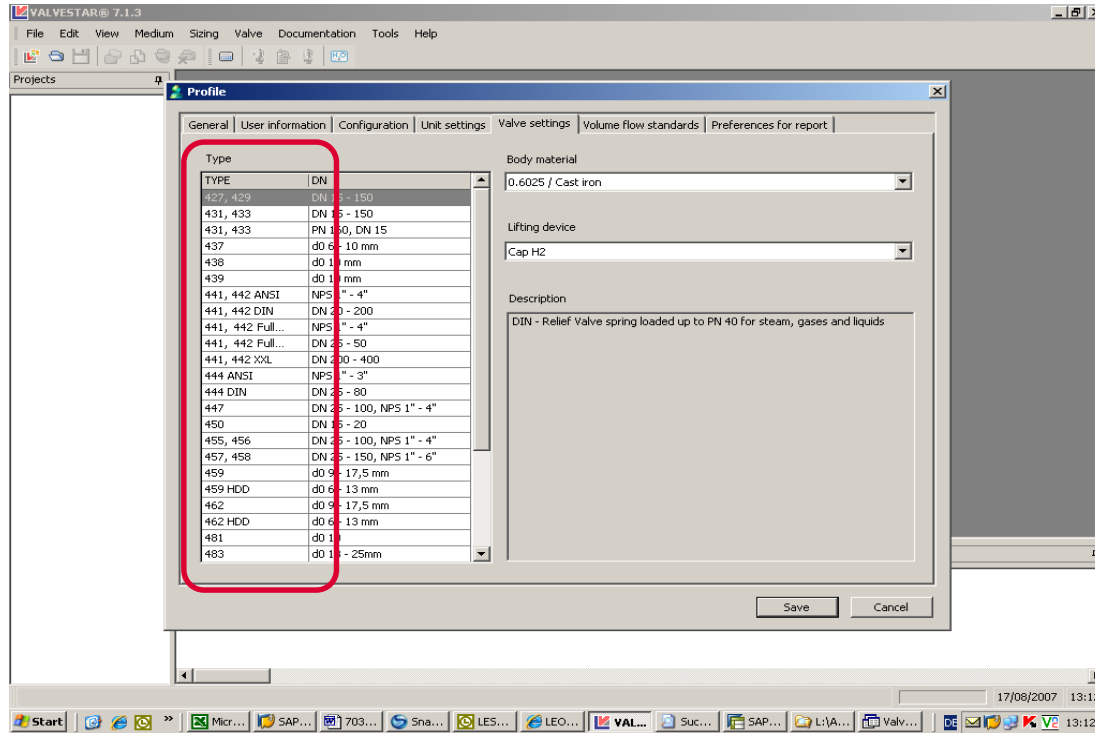 VALVESTAR® 7.1.3
File Edit View Medium Sizing Valve Documentation Tools Help
Projects
Profile
General User information Configuration Unit settings Valve settings Volume flow standards Preferences for report
Type
TYPE DN
427, 429 DN 15 - 150
431, 433 DN 15 - 150
431, 433 PN 160, DN 15
437 d0 6 - 10 mm
438 d0 10 mm
439 d0 10 mm
441, 442 ANSI NPS 1" - 4"
441, 442 DIN DN 20 - 200
441, 442 Full... NPS 1" - 4"
441, 442 Full... DN 25 - 50
441, 442 XXL DN 200 - 400
444 ANSI NPS 1" - 3"
444 DIN DN 25 - 80
447 DN 25 - 100, NPS 1" - 4"
450 DN 15 - 20
455, 456 DN 25 - 100, NPS 1" - 4"
457, 458 DN 25 - 150, NPS 1" - 6"
459 d0 9 - 17,5 mm
459 HDD d0 6 - 13 mm
462 d0 9 - 17,5 mm
462 HDD d0 6 - 13 mm
481 d0 10
483 d0 13 - 25mm
Body material
0.6025 / Cast iron
Lifting device
Cap H2
Description
DIN - Relief Valve spring loaded up to PN 40 for steam, gases and liquids
Save Cancel
17/08/2007 13:12
Start Micr... SAP... 703... Sna... LES... LEO... VAL... Suc... SAP... L:\A... Valv... DE 13:12